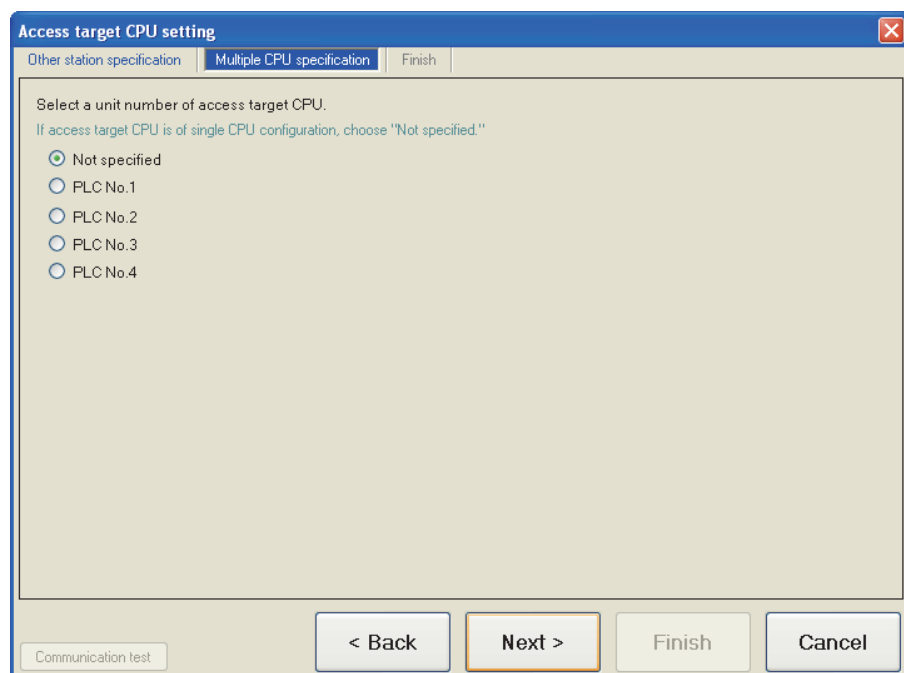 Access target CPU setting
Other station specification Multiple CPU specification Finish
Select a unit number of access target CPU.
If access target CPU is of single CPU configuration, choose "Not specified."
Not specified
PLC No.1
PLC No.2
PLC No.3
PLC No.4
Communication test < Back Next > Finish Cancel